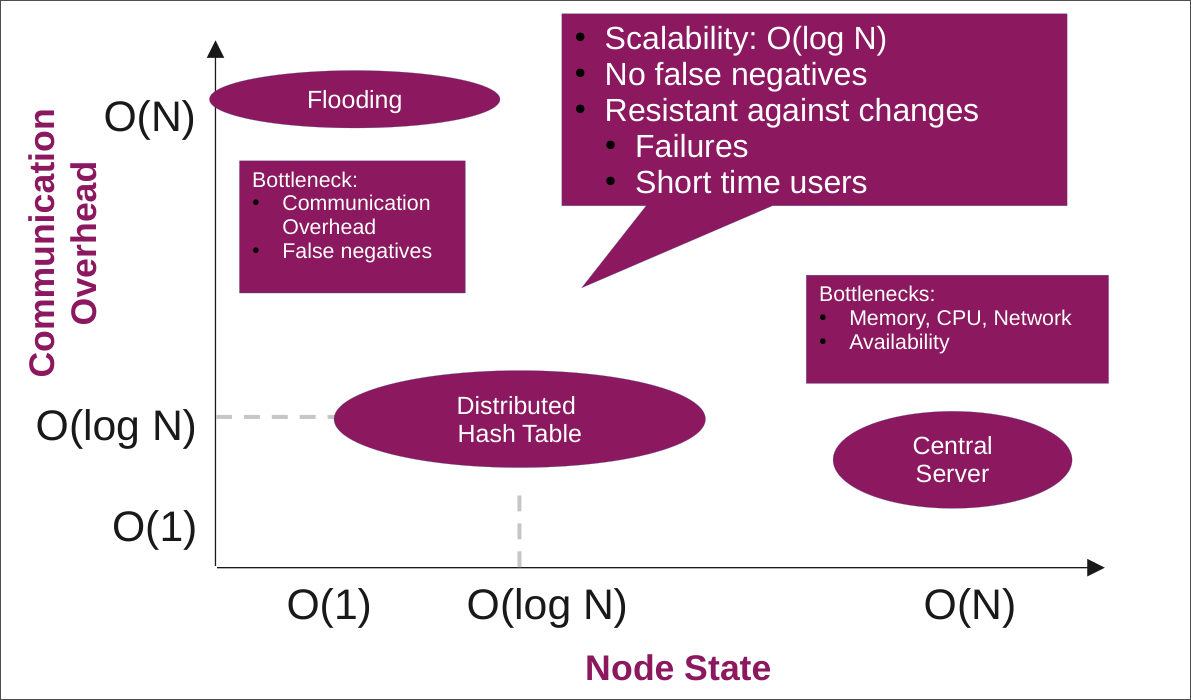 Communication
Overhead
O(N)
Flooding
Bottleneck:
• Communication
Overhead
• False negatives
• Scalability: O(log N)
• No false negatives
• Resistant against changes
• Failures
• Short time users
Bottlenecks:
• Memory, CPU, Network
• Availability
O(log N)
Distributed
Hash Table
Central
Server
O(1)
O(1)
O(log N)
O(N)
Node State